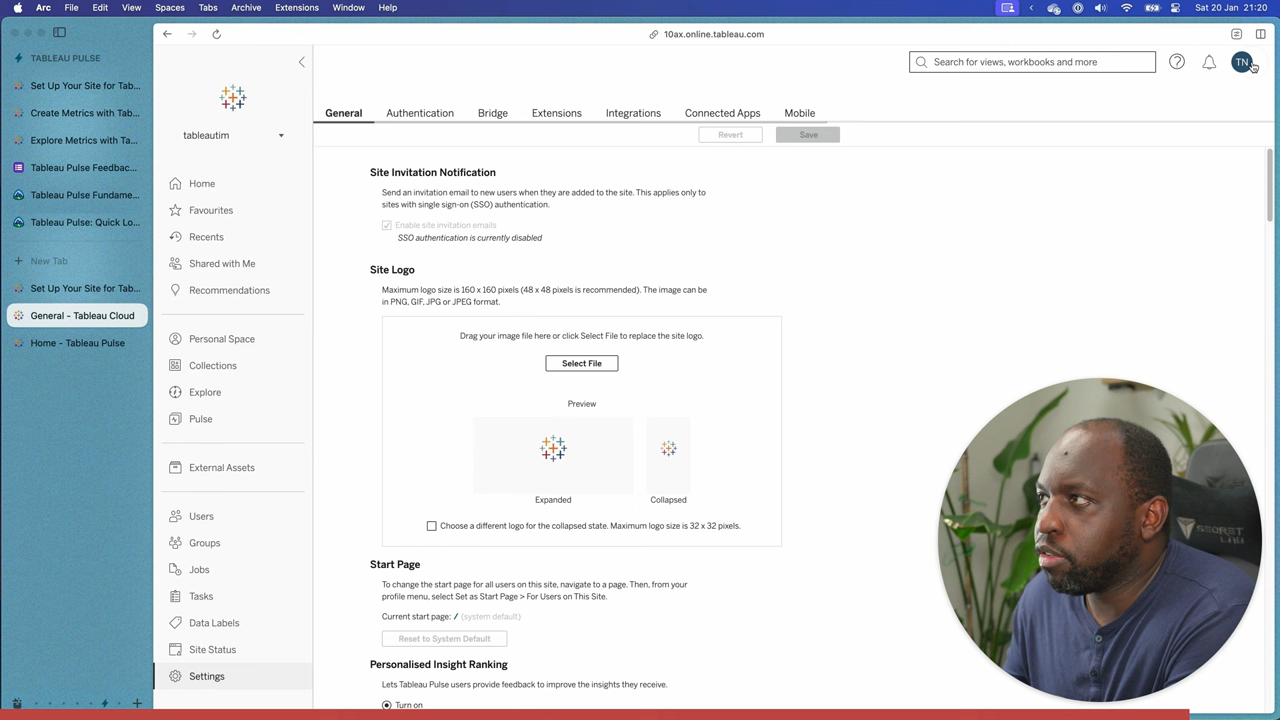 Arc File Edit View Spaces Tabs Archive Extensions Window Help
Sat 20 Jan 21:20
TABLEAU PULSE
Set Up Your Site for Tab...
Create Metrics with Tab...
Explore Metrics with Ta...
Tableau Pulse Feedbac...
Tableau Pulse Fundame...
Tableau Pulse: Quick Lo...
New Tab
Set Up Your Site for Tab...
General - Tableau Cloud
Home - Tableau Pulse
10ax.online.tableau.com
Search for views, workbooks and more
TN
tableautim
Home
Favourites
Recents
Shared with Me
Recommendations
Personal Space
Collections
Explore
Pulse
External Assets
Users
Groups
Jobs
Tasks
Data Labels
Site Status
Settings
General Authentication Bridge Extensions Integrations Connected Apps Mobile
Revert Save
Site Invitation Notification
Send an invitation email to new users when they are added to the site. This applies only to
sites with single sign-on (SSO) authentication.
Enable site invitation emails
SSO authentication is currently disabled
Site Logo
Maximum logo size is 160 x 160 pixels (48 x 48 pixels is recommended). The image can be
in PNG, GIF, JPG or JPEG format.
Drag your image file here or click Select File to replace the site logo.
Select File
Preview
Expanded Collapsed
Choose a different logo for the collapsed state. Maximum logo size is 32 x 32 pixels.
Start Page
To change the start page for all users on this site, navigate to a page. Then, from your
profile menu, select Set as Start Page > For Users on This Site.
Current start page: / (system default)
Reset to System Default
Personalised Insight Ranking
Lets Tableau Pulse users provide feedback to improve the insights they receive.
Turn on
SECRET LAB